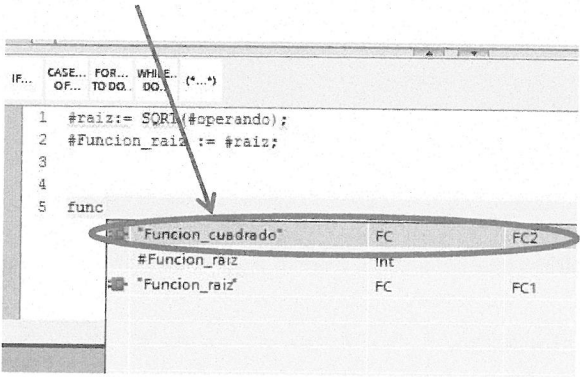 IF... CASE... OF... FOR... TO DO.. WHILE.. DO... (*...*)
1 #raiz:= SQRT(#operando);
2 #Funcion_raiz := #raiz;
3
4
5 func
"Funcion_cuadrado" FC FC2
#Funcion_raiz Int
"Funcion_raiz" FC FC1